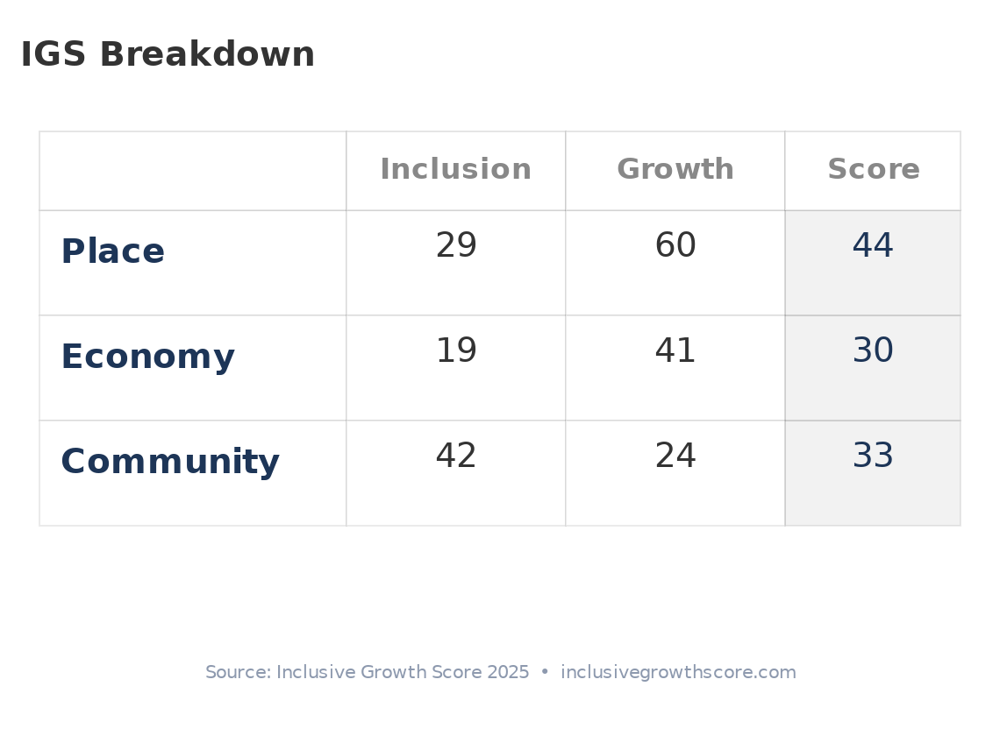 IGS Breakdown
Inclusion Growth Score
Place 29 60 44
Economy 19 41 30
Community 42 24 33
Source: Inclusive Growth Score 2025 • inclusivegrowthscore.com